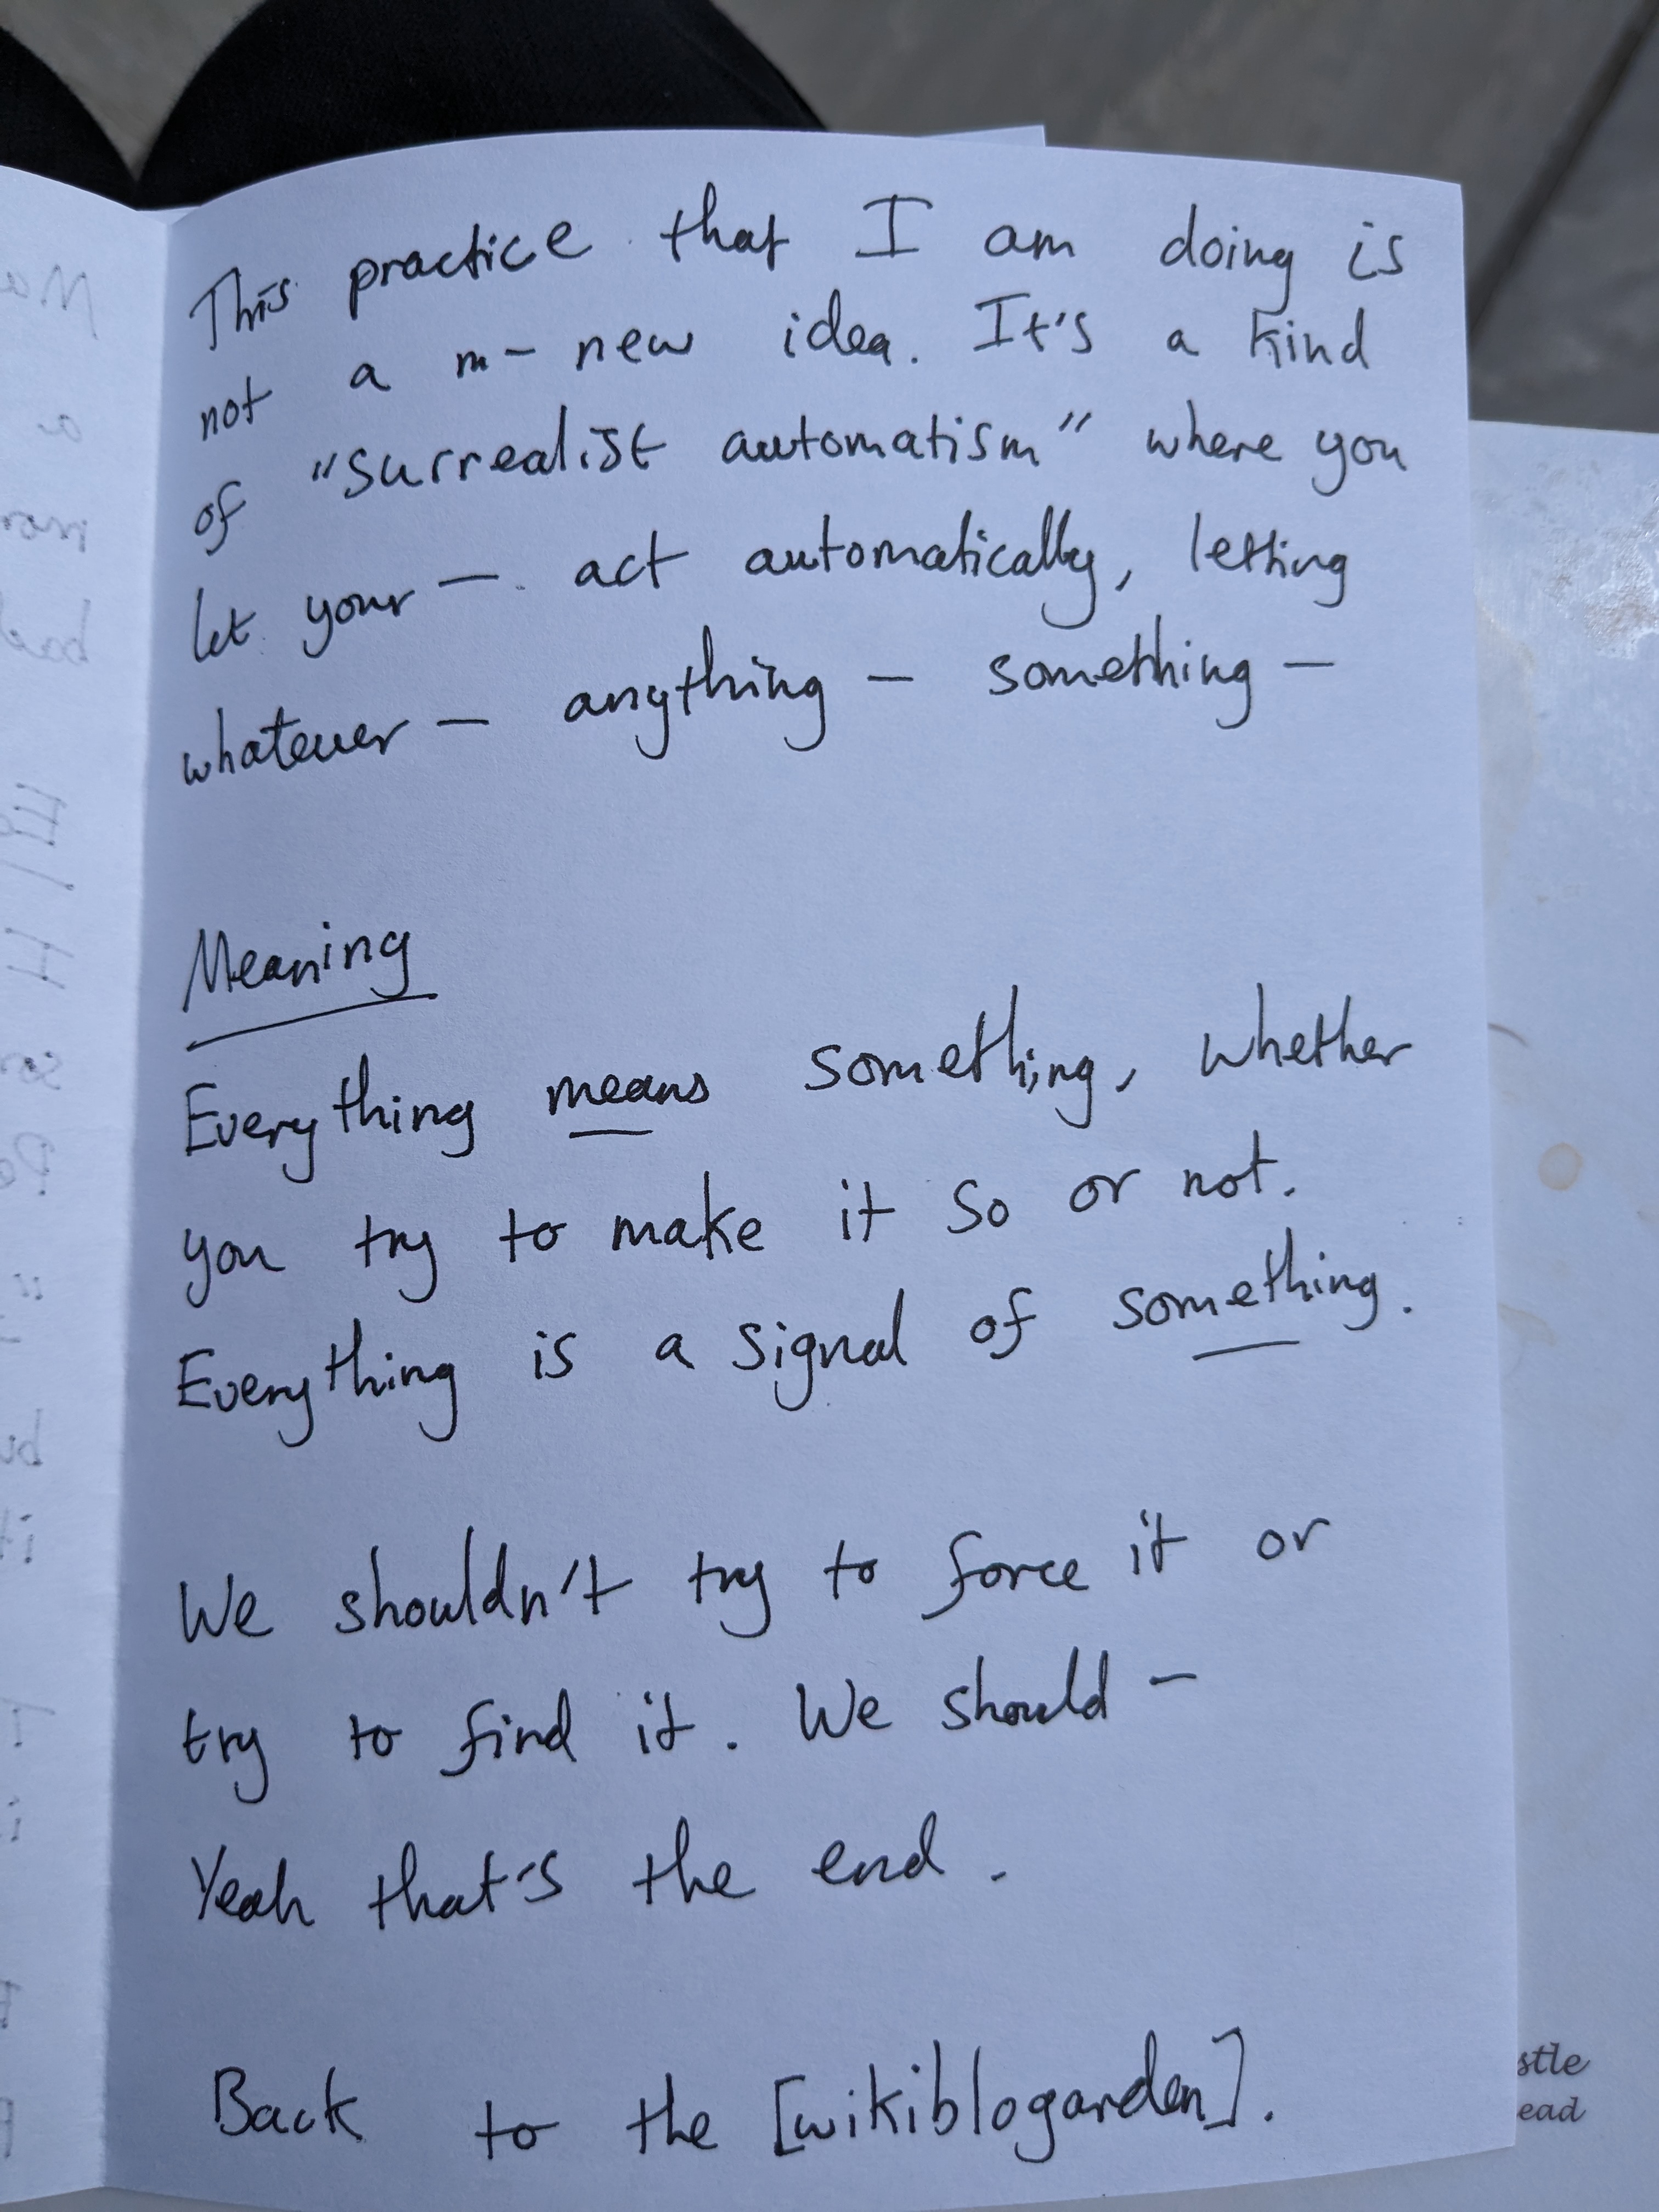 This practice that I am doing is
not a m- new idea. It's a kind
of "surrealist automatism" where you
let your — act automatically, letting
whatever — anything — something —
Meaning
Everything means something, whether
you try to make it so or not.
Everything is a signal of something.
We shouldn't try to force it or
try to find it. We should -
Yeah that's the end.
Back to the [wikiblogarden].
stle
ead